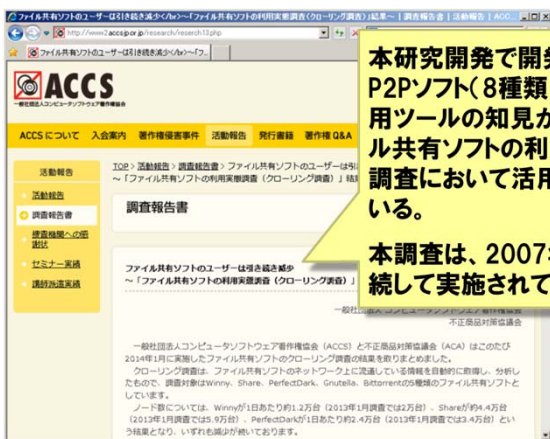 ファイル共有ソフトのユーザーは引き続き減少</br>～「ファイル共有ソフトの利用実態調査(クローリング調査)」結果～ | 調査報告書 | 活動報告 | ACC...
http://www2.accsjp.or.jp/research/reserch13.php
ファイル共有ソフトのユーザーは引き続き減少</br>～「フ...
ACCS
一般社団法人コンピュータソフトウェア著作権協会
ACCS について 入会案内 著作権侵害事件 活動報告 発行書籍 著作権 Q&A
活動報告
活動報告
調査報告書
捜査機関への感
謝状
セミナー実績
講師派遣実績
TOP > 活動報告 > 調査報告書 > ファイル共有ソフトのユーザーは引
～「ファイル共有ソフトの利用実態調査（クローリング調査）」結
調査報告書
ファイル共有ソフトのユーザーは引き続き減少
～「ファイル共有ソフトの利用実態調査（クローリング調査）
一般社団法人 コンピュータソフトウェア著作権協会
不正商品対策協議会
一般社団法人コンピュータソフトウェア著作権協会（ACCS）と不正商品対策協議会（ACA）はこのたび
2014年1月に実施したファイル共有ソフトのクローリング調査の結果を取りまとめました。
クローリング調査は、ファイル共有ソフトのネットワーク上に流通している情報を自動的に取得し、分析し
たもので、調査対象はWinny、Share、PerfectDark、Gnutella、Bittorrentの5種類のファイル共有ソフトと
しています。
ノード数については、Winnyが1日あたり約1.2万台（2013年1月調査では2万台）、Shareが約4.4万台
（2013年1月調査では5.9万台）、PerfectDarkが1日あたり約2.4万台（2013年1月調査では3.4万台）とい
う結果となり、いずれも減少が続いております。
本研究開発で開発
P2Pソフト（8種類
用ツールの知見が
ル共有ソフトの利
調査において活用
いる。
本調査は、2007
続して実施されて